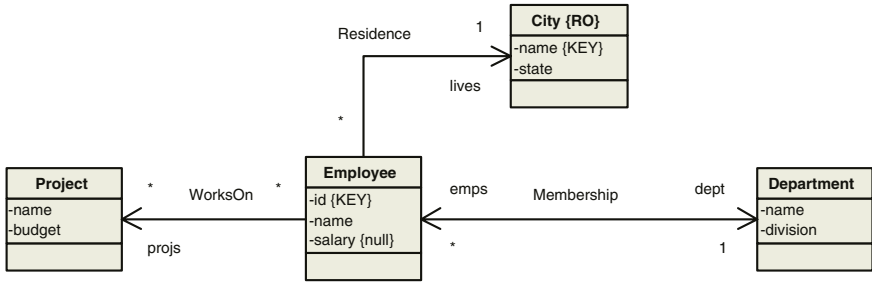 City {RO}
-name {KEY}
-state
Residence
1
lives
*
Project
-name
-budget
*
WorksOn
*
projs
Employee
-id {KEY}
-name
-salary {null}
emps
Membership
dept
*
1
Department
-name
-division